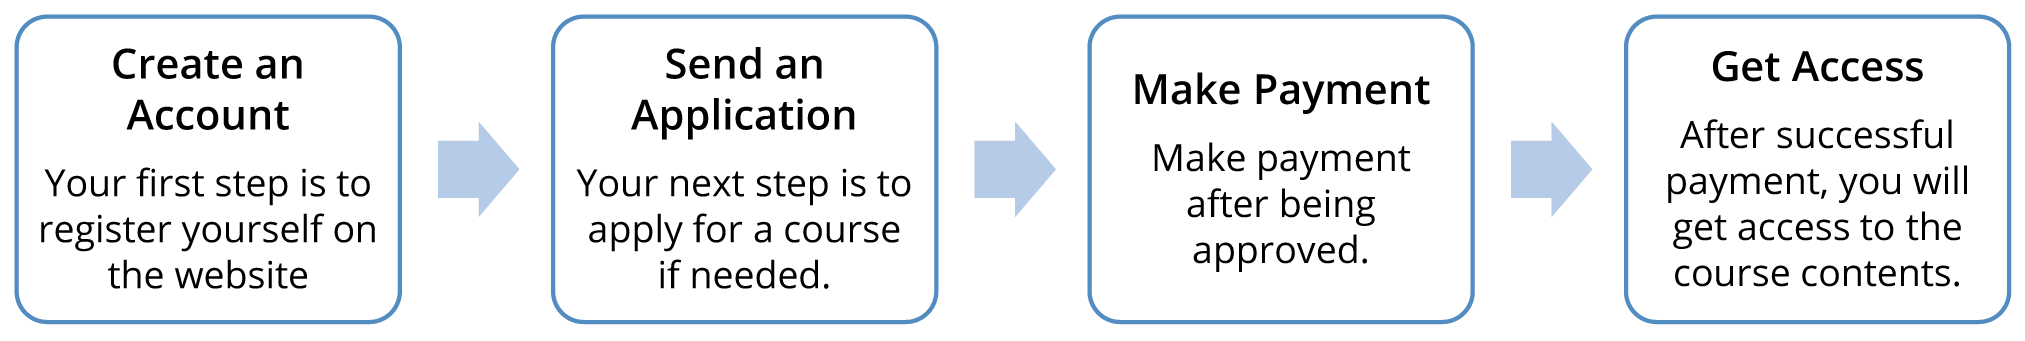 Create an
Account
Your first step is to
register yourself on
the website
Send an
Application
Your next step is to
apply for a course
if needed.
Make Payment
Make payment
after being
approved.
Get Access
After successful
payment, you will
get access to the
course contents.